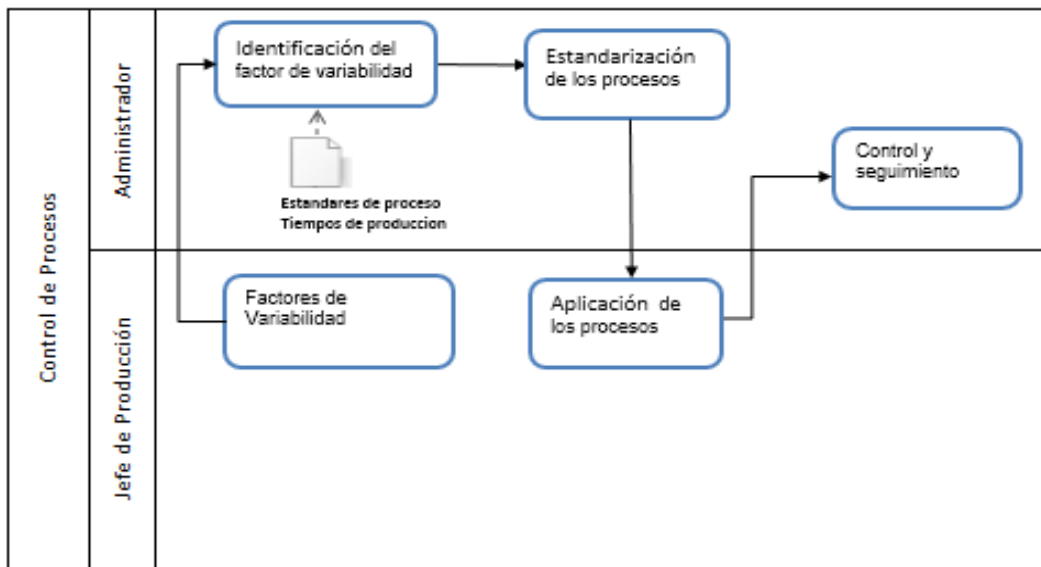 Control de Procesos
Administrador
Identificación del
factor de variabilidad
Estandarización
de los procesos
Control y
seguimiento
Estandares de proceso
Tiempos de produccion
Jefe de Producción
Factores de
Variabilidad
Aplicación de
los procesos